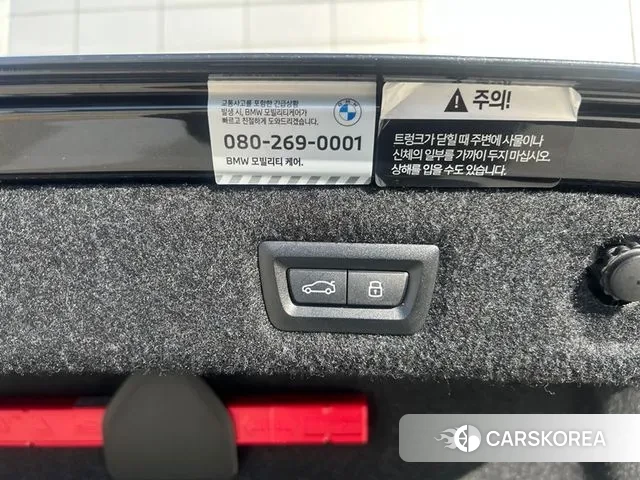 교통사고를 포함한 긴급상황
발생 시, BMW 모빌리티케어가
빠르고 친절하게 도와드리겠습니다.
080-269-0001
BMW 모빌리티 케어.
주의!
트렁크가 닫힐 때 주변에 사물이나
신체의 일부를 가까이 두지 마십시오.
상해를 입을 수도 있습니다.
CARSKOREA